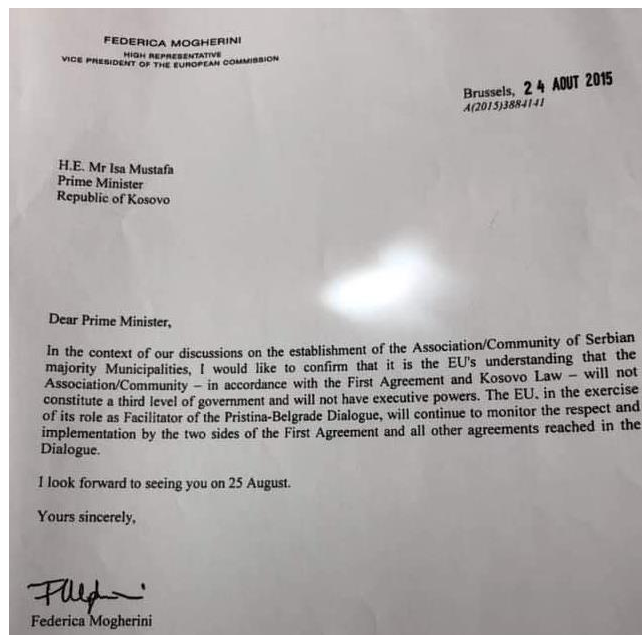 FEDERICA MOGHERINI
HIGH REPRESENTATIVE
VICE PRESIDENT OF THE EUROPEAN COMMISSION
Brussels, 24 AOUT 2015
A(2015)3884141
H.E. Mr Isa Mustafa
Prime Minister
Republic of Kosovo
Dear Prime Minister,
In the context of our discussions on the establishment of the Association/Community of Serbian
majority Municipalities, I would like to confirm that it is the EU's understanding that the
Association/Community – in accordance with the First Agreement and Kosovo Law – will not
constitute a third level of government and will not have executive powers. The EU, in the exercise
of its role as Facilitator of the Pristina-Belgrade Dialogue, will continue to monitor the respect and
implementation by the two sides of the First Agreement and all other agreements reached in the
Dialogue.
I look forward to seeing you on 25 August.
Yours sincerely,
Federica Mogherini